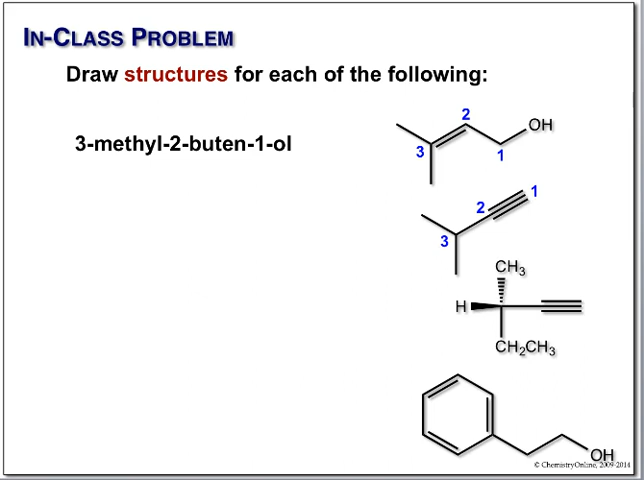 IN-CLASS PROBLEM
Draw structures for each of the following:
3-methyl-2-buten-1-ol
2
OH
3
1
1
2
3
CH3
H
CH2CH3
OH
© ChemistryOnline, 2009-2014